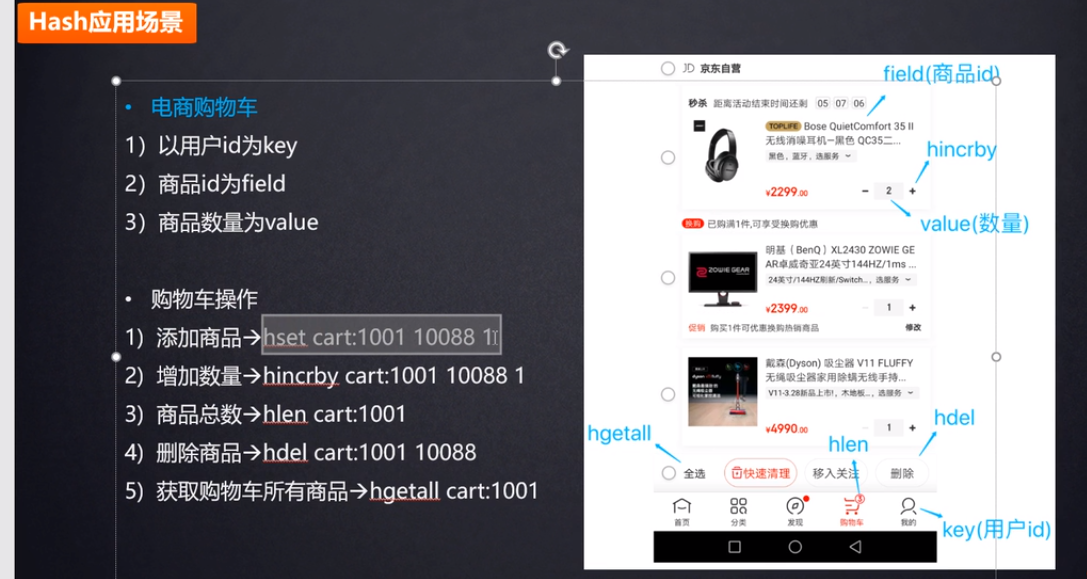 Hash应用场景
• 电商购物车
1）以用户id为key
2）商品id为field
3）商品数量为value
• 购物车操作
1）添加商品→hset cart:1001 10088 1
2）增加数量→hincrby cart:1001 10088 1
3）商品总数→hlen cart:1001
4）删除商品→hdel cart:1001 10088
5）获取购物车所有商品→hgetall cart:1001
JD 京东自营
field(商品id)
秒杀 距离活动结束时间还剩 05 07 06
TOPLIFE Bose QuietComfort 35 II
无线消噪耳机—黑色 QC35二...
黑色，蓝牙，选服务
hincrby
¥2299.00
− 2 +
value(数量)
换购 已购满1件,可享受换购优惠
明基（BenQ）XL2430 ZOWIE GE
AR卓威奇亚24英寸144HZ/1ms ...
ZOWIE GEAR
24英寸/144HZ刷新/Switch..., 选服务
¥2399.00
1 +
促销 购买1件可优惠换购热销商品
修改
戴森(Dyson) 吸尘器 V11 FLUFFY
无绳吸尘器家用除螨无线手持...
V11-3.28新品上市!，木地板...，选服务
¥4990.00
1 +
hgetall
hlen
hdel
全选
快速清理
移入关注
删除
首页
分类
发现
3
购物车
我的
key(用户id)